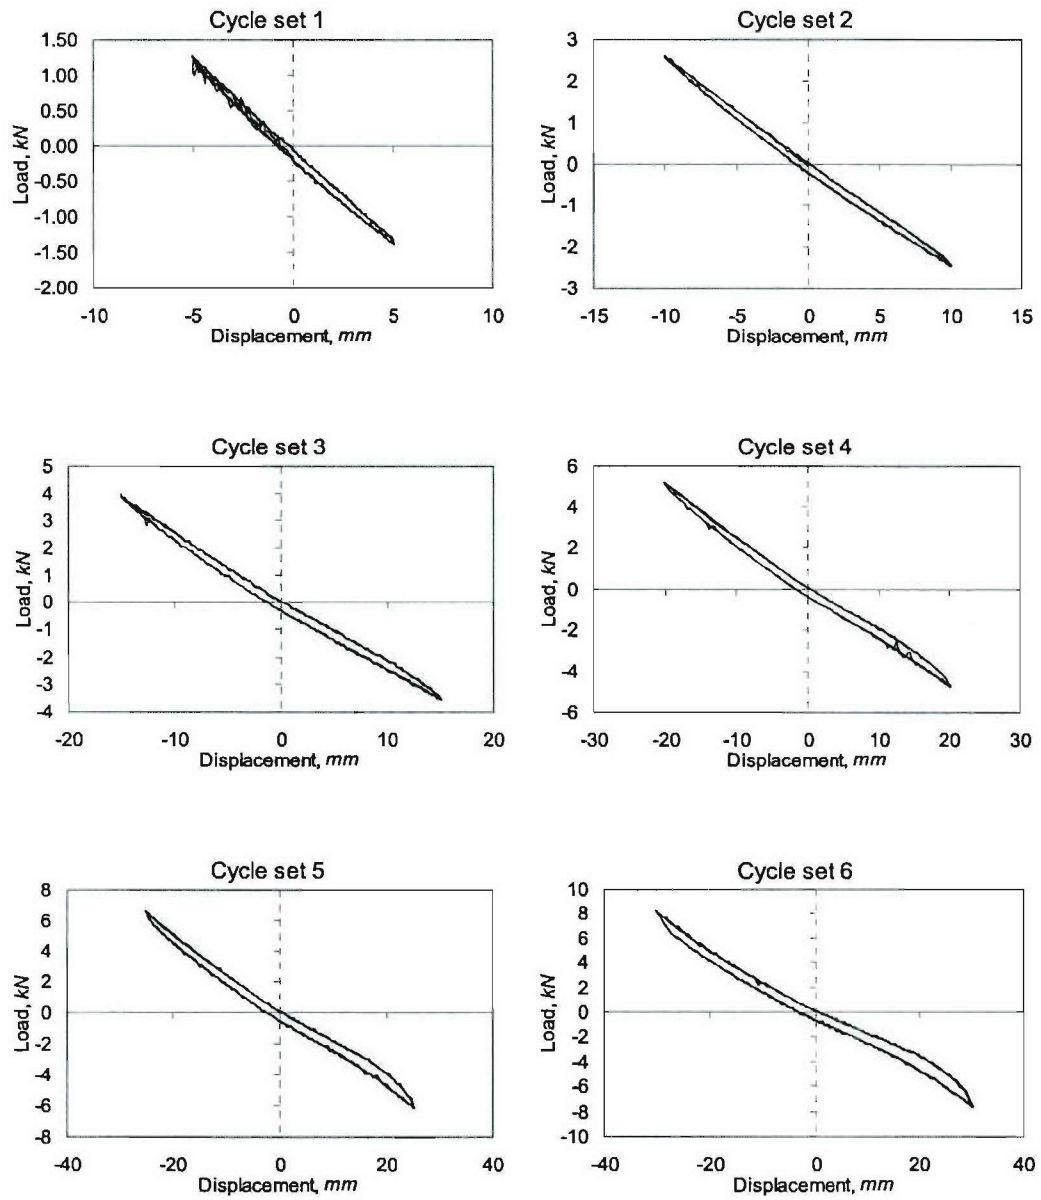 Cycle set 1
1.50
1.00
0.50
0.00
-0.50
-1.00
-1.50
-2.00
Load, kN
-10 -5 0 5 10
Displacement, mm
Cycle set 2
3
2
1
0
-1
-2
-3
Load, kN
-15 -10 -5 0 5 10 15
Displacement, mm
Cycle set 3
5
4
3
2
1
0
-1
-2
-3
-4
Load, kN
-20 -10 0 10 20
Displacement, mm
Cycle set 4
6
4
2
0
-2
-4
-6
Load, kN
-30 -20 -10 0 10 20 30
Displacement, mm
Cycle set 5
8
6
4
2
0
-2
-4
-6
-8
Load, kN
-40 -20 0 20 40
Displacement, mm
Cycle set 6
10
8
6
4
2
0
-2
-4
-6
-8
-10
Load, kN
-40 -20 0 20 40
Displacement, mm